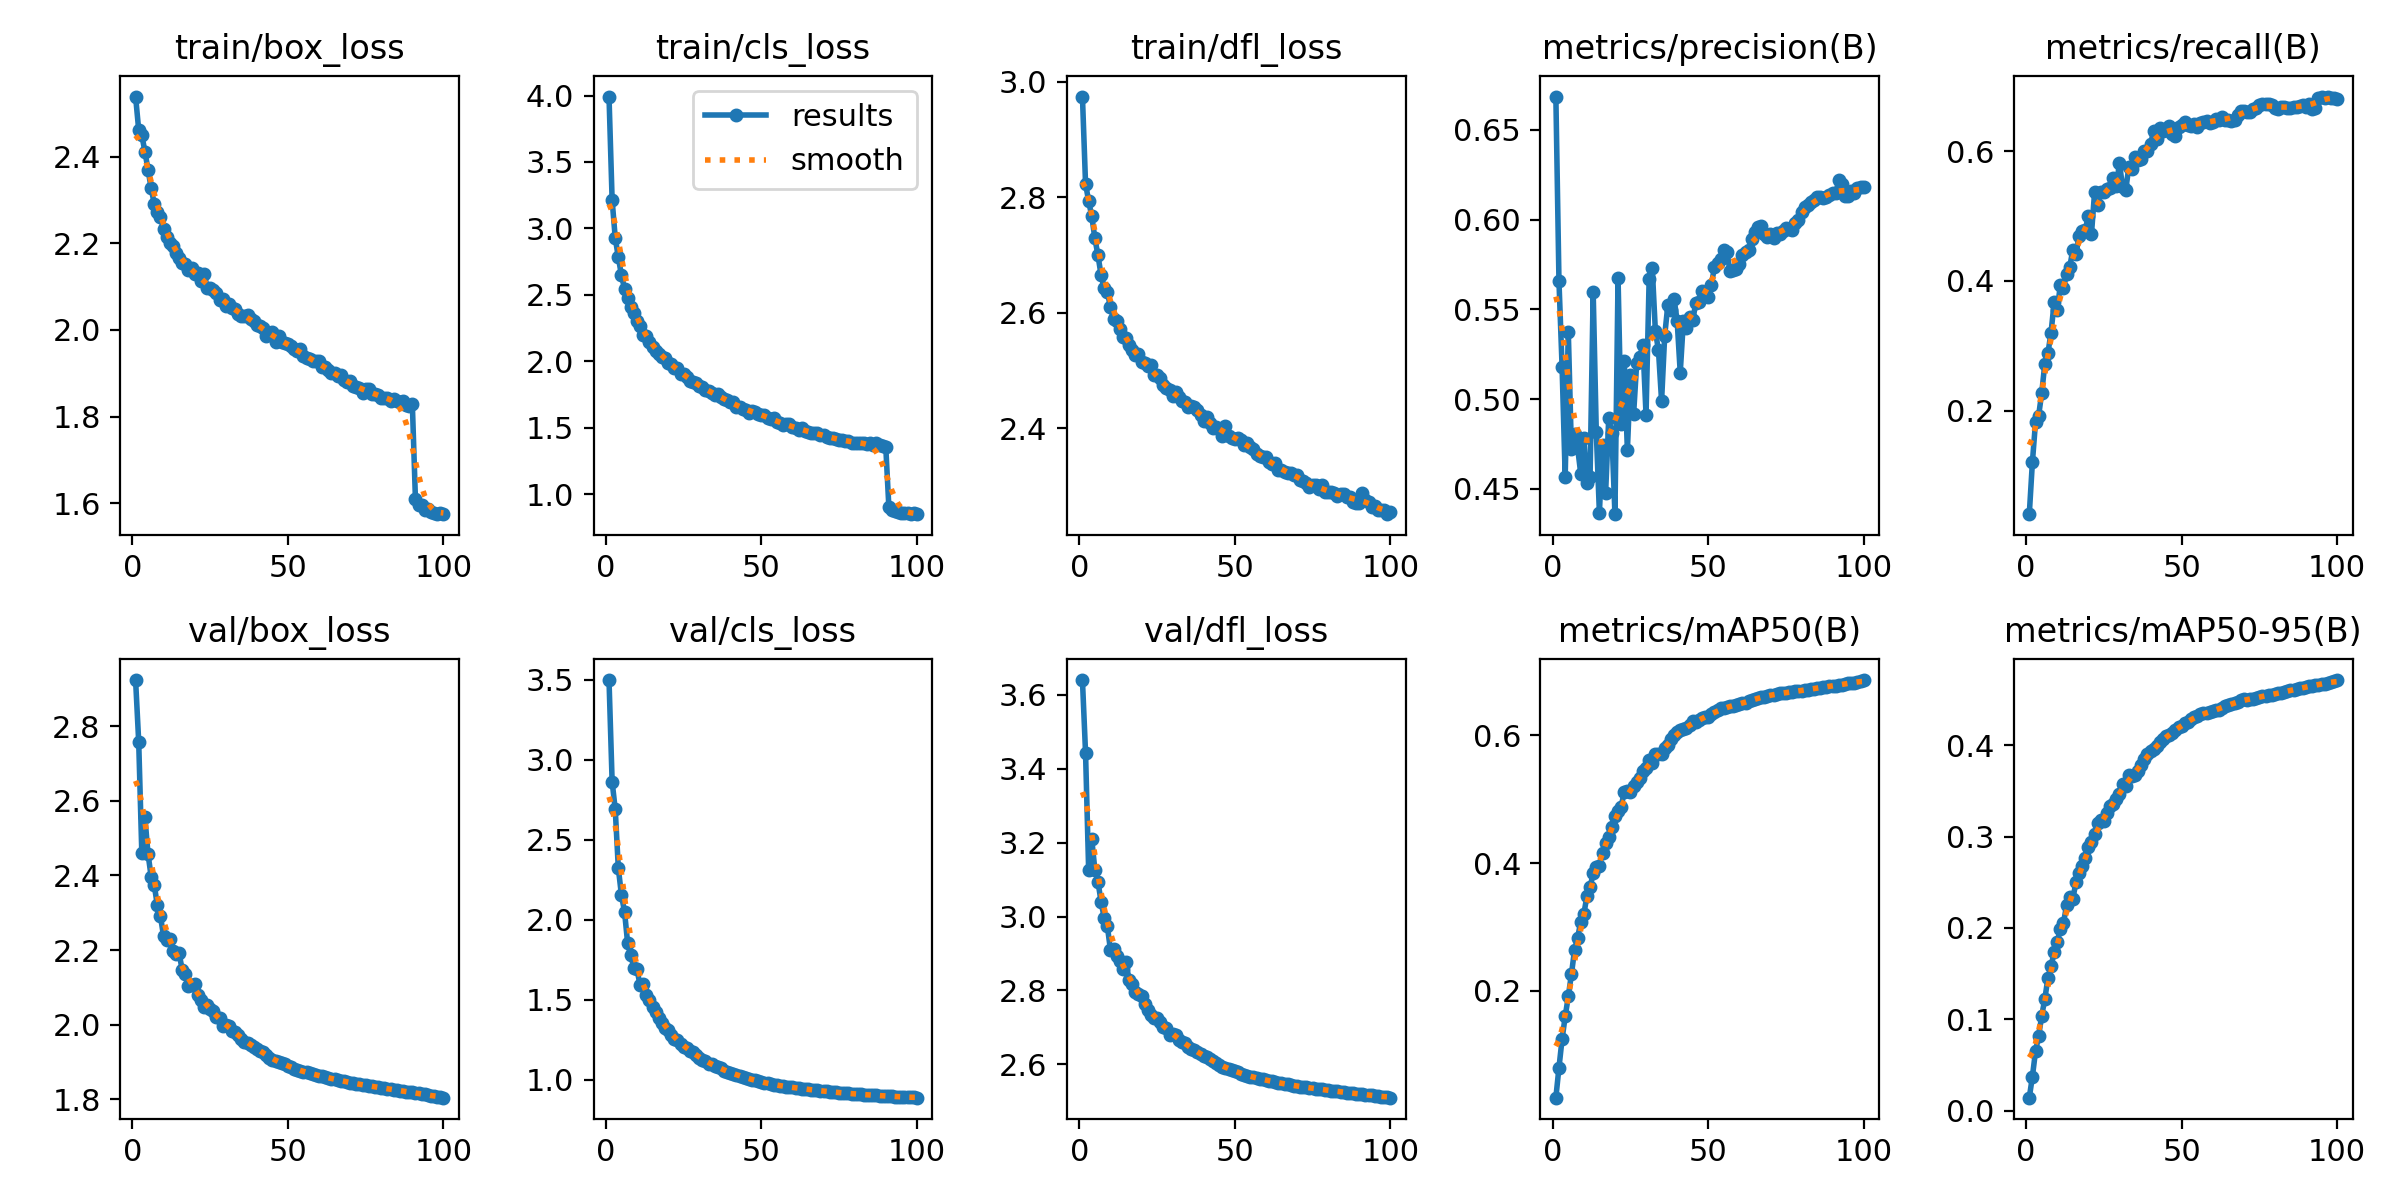 train/box_loss
2.4
2.2
2.0
1.8
1.6
0 50 100
train/cls_loss
results
smooth
4.0
3.5
3.0
2.5
2.0
1.5
1.0
0 50 100
train/dfl_loss
3.0
2.8
2.6
2.4
0 50 100
metrics/precision(B)
0.65
0.60
0.55
0.50
0.45
0 50 100
metrics/recall(B)
0.6
0.4
0.2
0 50 100
val/box_loss
2.8
2.6
2.4
2.2
2.0
1.8
0 50 100
val/cls_loss
3.5
3.0
2.5
2.0
1.5
1.0
0 50 100
val/dfl_loss
3.6
3.4
3.2
3.0
2.8
2.6
0 50 100
metrics/mAP50(B)
0.6
0.4
0.2
0 50 100
metrics/mAP50-95(B)
0.4
0.3
0.2
0.1
0.0
0 50 100